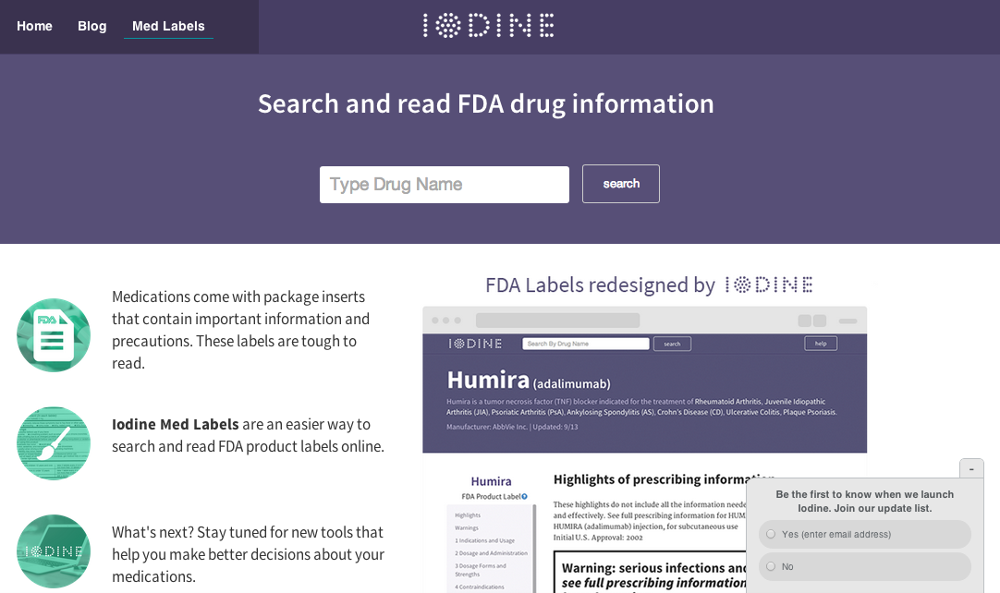 Home Blog Med Labels
IODINE
Search and read FDA drug information
Type Drug Name
search
Medications come with package inserts
that contain important information and
precautions. These labels are tough to
read.
FDA
Iodine Med Labels are an easier way to
search and read FDA product labels online.
What's next? Stay tuned for new tools that
help you make better decisions about your
medications.
IODINE
FDA Labels redesigned by IODINE
IODINE
Search By Drug Name
search
help
Humira (adalimumab)
Humira is a tumor necrosis factor (TNF) blocker indicated for the treatment of Rheumatoid Arthritis, Juvenile Idiopathic
Arthritis (JIA), Psoriatic Arthritis (PsA), Ankylosing Spondylitis (AS), Crohn's Disease (CD), Ulcerative Colitis, Plaque Psoriasis.
Manufacturer: AbbVie Inc. | Updated: 9/13
Humira
FDA Product Label
Highlights
Warnings
1 Indications and Usage
2 Dosage and Administration
3 Dosage Forms and
Strengths
4 Contraindications
Highlights of prescribing information
These highlights do not include all the information neede
and effectively. See full prescribing information for HUM
HUMIRA (adalimumab) injection, for subcutaneous use
Initial U.S. Approval: 2002
Warning: serious infections and
see full prescribing information
-
Be the first to know when we launch
Iodine. Join our update list.
Yes (enter email address)
No